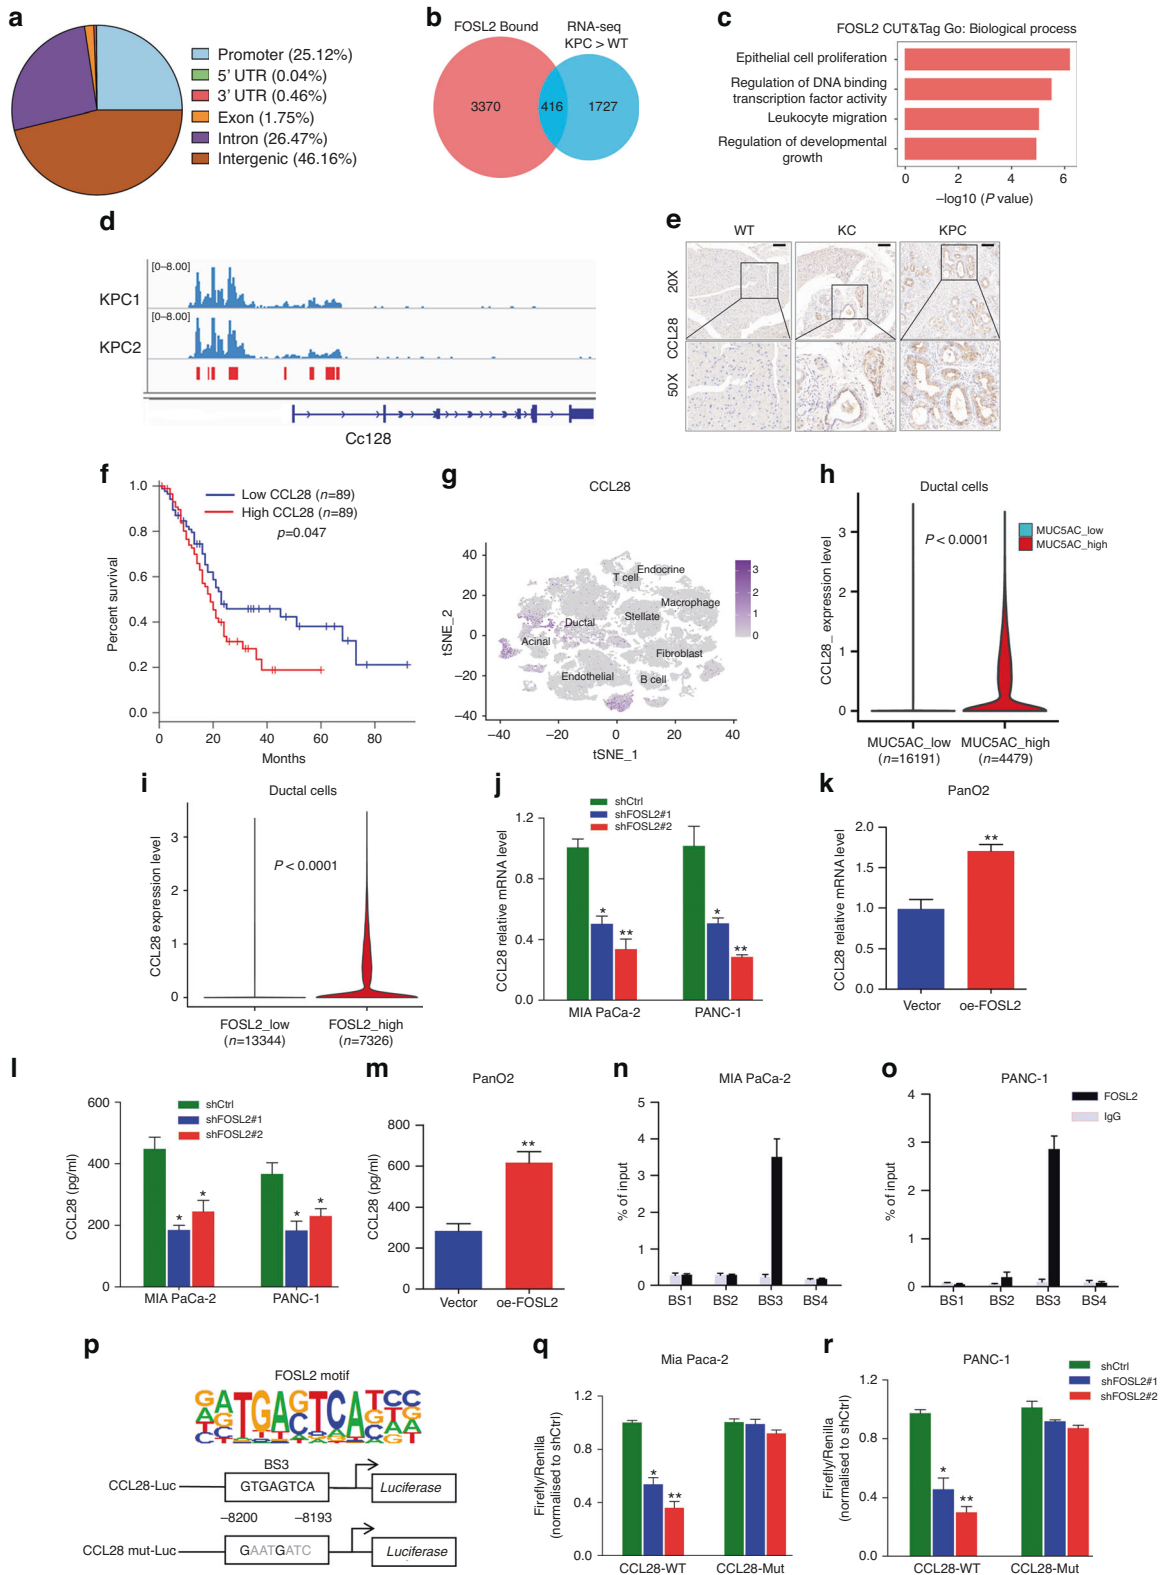 a
Promoter (25.12%)
5' UTR (0.04%)
3' UTR (0.46%)
Exon (1.75%)
Intron (26.47%)
Intergenic (46.16%)
b
FOSL2 Bound
RNA-seq
KPC > WT
3370
416
1727
c
FOSL2 CUT&Tag Go: Biological process
Epithelial cell proliferation
Regulation of DNA binding
transcription factor activity
Leukocyte migration
Regulation of developmental
growth
0 2 4 6
–log10 (P value)
d
[0–8.00]
KPC1
[0–8.00]
KPC2
Cc128
e
WT KC KPC
20X
CCL28
50X
f
Low CCL28 (n=89)
High CCL28 (n=89)
p=0.047
Percent survival
1.0
0.8
0.6
0.4
0.2
0.0
0 20 40 60 80
Months
g
CCL28
tSNE_2
40
20
0
−20
−40
−40 −20 0 20 40
tSNE_1
T cell
Endocrine
Macrophage
Stellate
Ductal
Acinal
Fibroblast
Endothelial
B cell
3
2
1
0
h
Ductal cells
P < 0.0001
MUC5AC_low
MUC5AC_high
CCL28_ expression level
3
2
1
0
MUC5AC_low
(n=16191)
MUC5AC_high
(n=4479)
i
Ductal cells
P < 0.0001
CCL28 expression level
3
2
1
0
FOSL2_low
(n=13344)
FOSL2_high
(n=7326)
j
shCtrl
shFOSL2#1
shFOSL2#2
CCL28 relative mRNA level
1.2
0.8
0.4
0.0
* ** * **
MIA PaCa-2 PANC-1
k
PanO2
CCL28 relative mRNA level
2.0
1.5
1.0
0.5
0.0
**
Vector oe-FOSL2
l
shCtrl
shFOSL2#1
shFOSL2#2
CCL28 (pg/ml)
600
400
200
0
* * * *
MIA PaCa-2 PANC-1
m
PanO2
CCL28 (pg/ml)
800
600
400
200
0
**
Vector oe-FOSL2
n
MIA PaCa-2
% of input
5
4
3
2
1
0
BS1 BS2 BS3 BS4
o
PANC-1
FOSL2
IgG
% of input
4
3
2
1
0
BS1 BS2 BS3 BS4
p
FOSL2 motif
BS3
CCL28-Luc
GTGAGTCA
Luciferase
−8200 −8193
CCL28 mut-Luc
GAATGATC
Luciferase
q
Mia Paca-2
Firefly/Renilla
(normalised to shCtrl)
1.2
0.8
0.4
0.0
* **
CCL28-WT CCL28-Mut
r
PANC-1
shCtrl
shFOSL2#1
shFOSL2#2
Firefly/Renilla
(normalised to shCtrl)
1.2
0.8
0.4
0.0
* **
CCL28-WT CCL28-Mut